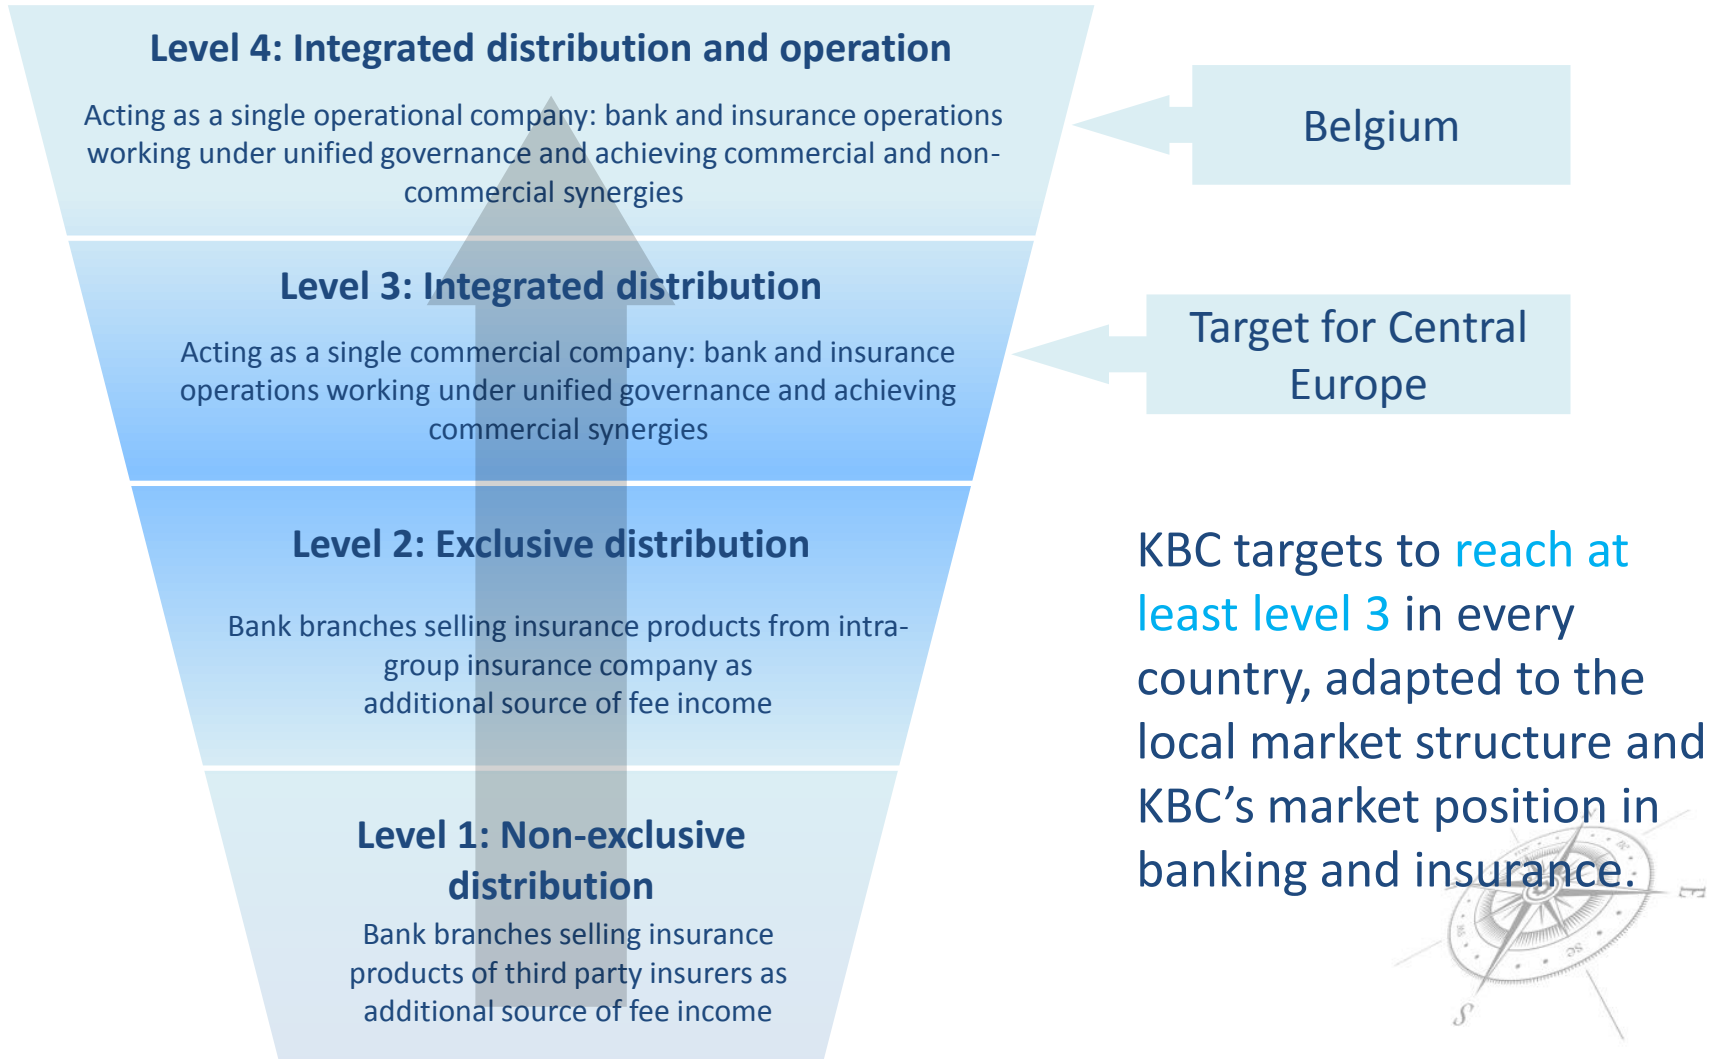 Level 4: Integrated distribution and operation
Acting as a single operational company: bank and insurance operations
working under unified governance and achieving commercial and non-
commercial synergies
Belgium
Level 3: Integrated distribution
Acting as a single commercial company: bank and insurance
operations working under unified governance and achieving
commercial synergies
Target for Central
Europe
Level 2: Exclusive distribution
Bank branches selling insurance products from intra-
group insurance company as
additional source of fee income
Level 1: Non-exclusive
distribution
Bank branches selling insurance
products of third party insurers as
additional source of fee income
KBC targets to reach at
least level 3 in every
country, adapted to the
local market structure and
KBC’s market position in
banking and insurance.
E
S